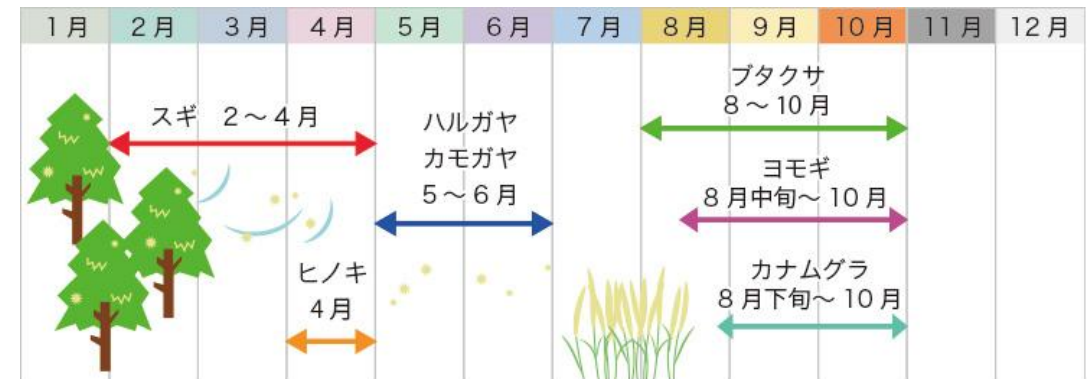 1月 2月 3月 4月 5月 6月 7月 8月 9月 10月 11月 12月
スギ 2〜4月
ハルガヤ
カモガヤ
5〜6月
ヒノキ
4月
ブタクサ
8〜10月
ヨモギ
8月中旬〜10月
カナムグラ
8月下旬〜10月